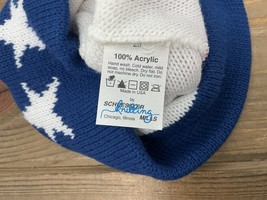 100% Acrylic
Hand wash. Cold water, mild
soap, no bleach. Dry flat. Do
not machine dry. Do not iron.
Made in USA
by
knitting
MILLS
Chicago, Illinois